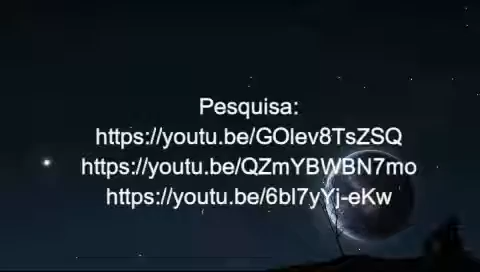 Pesquisa:
https://youtu.be/GOlev8TsZSQ
https://youtu.be/QZmYBWBN7mo
https://youtu.be/6bl7yYj-eKw